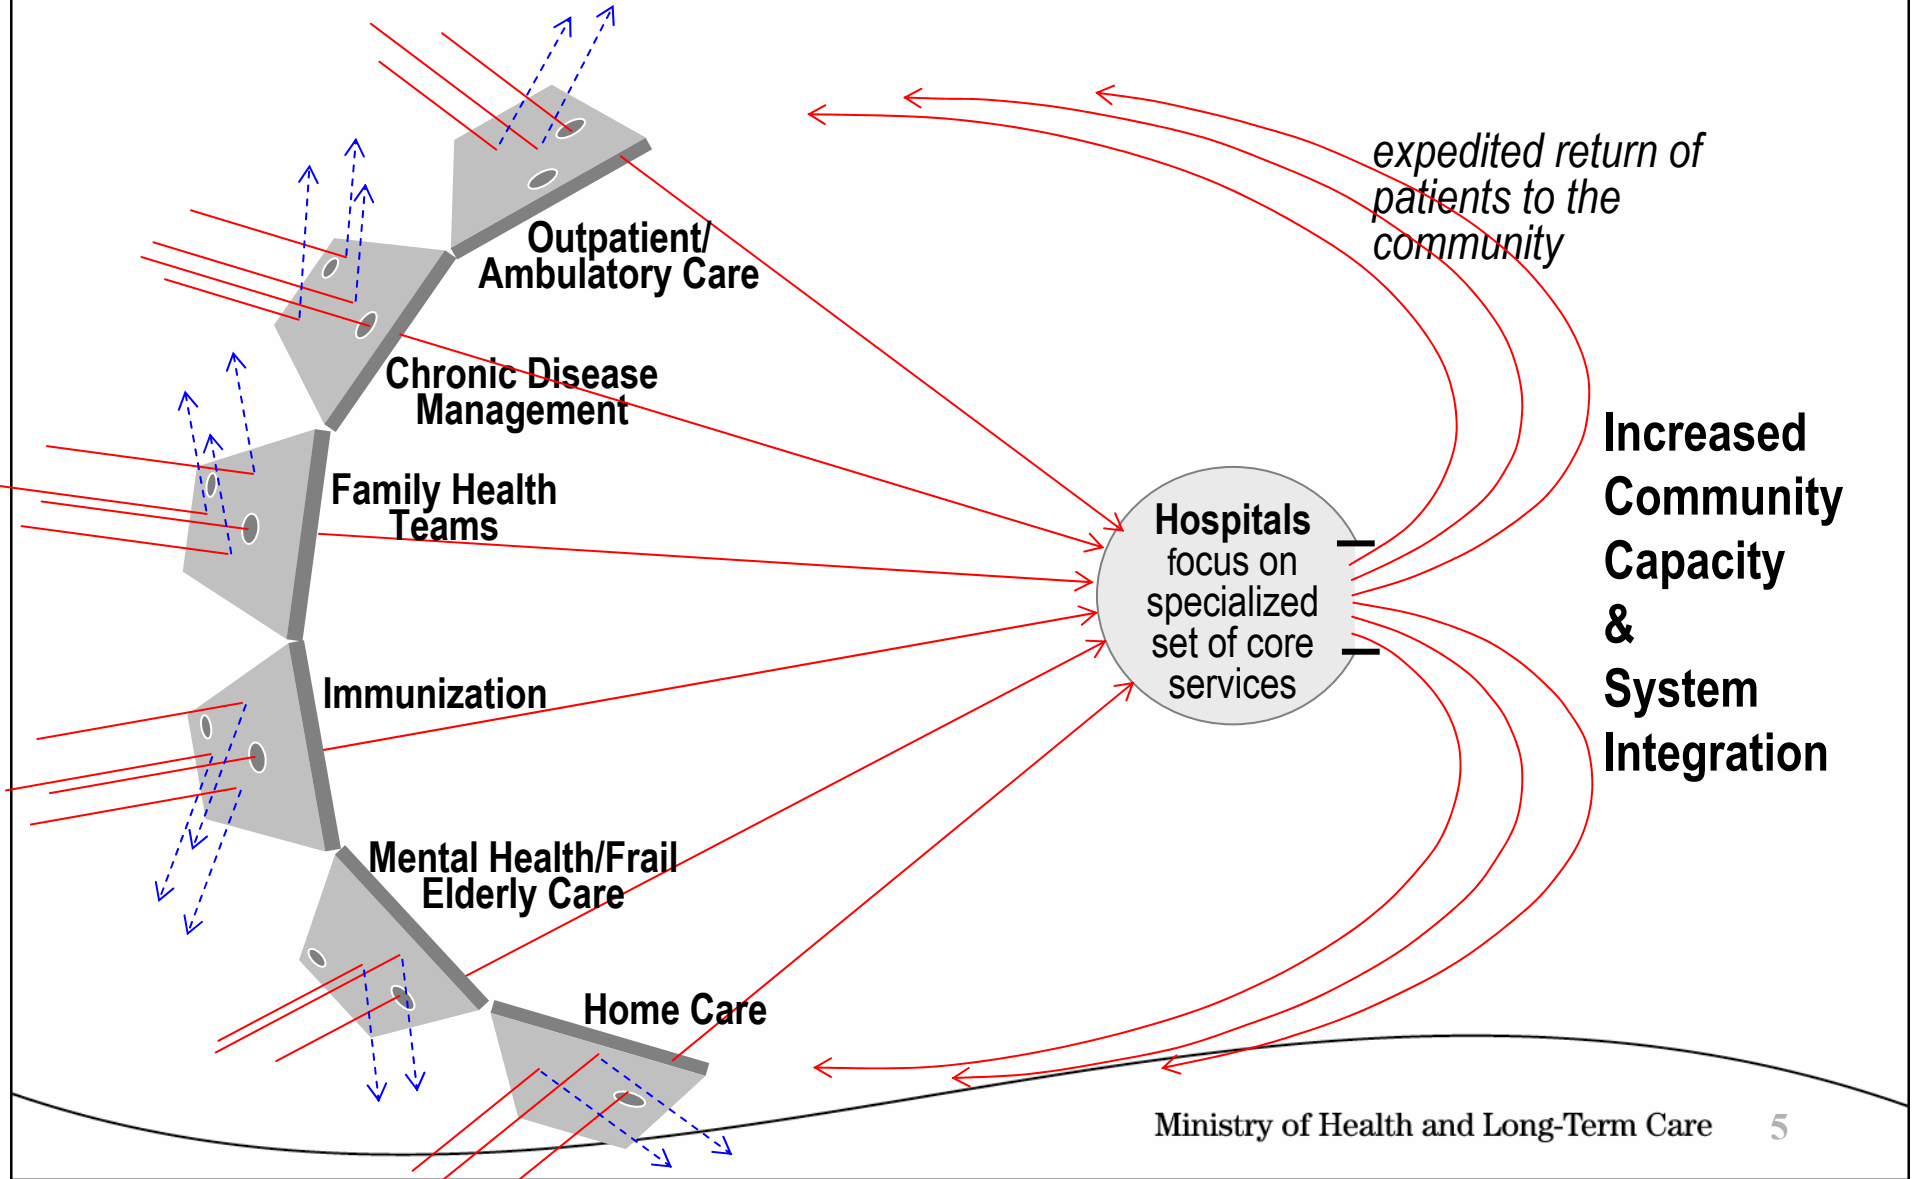 expedited return of
patients to the
community
Outpatient/
Ambulatory Care
Chronic Disease
Management
Family Health
Teams
Immunization
Mental Health/Frail
Elderly Care
Home Care
Hospitals
focus on
specialized
set of core
services
Increased
Community
Capacity
&
System
Integration
Ministry of Health and Long-Term Care 5